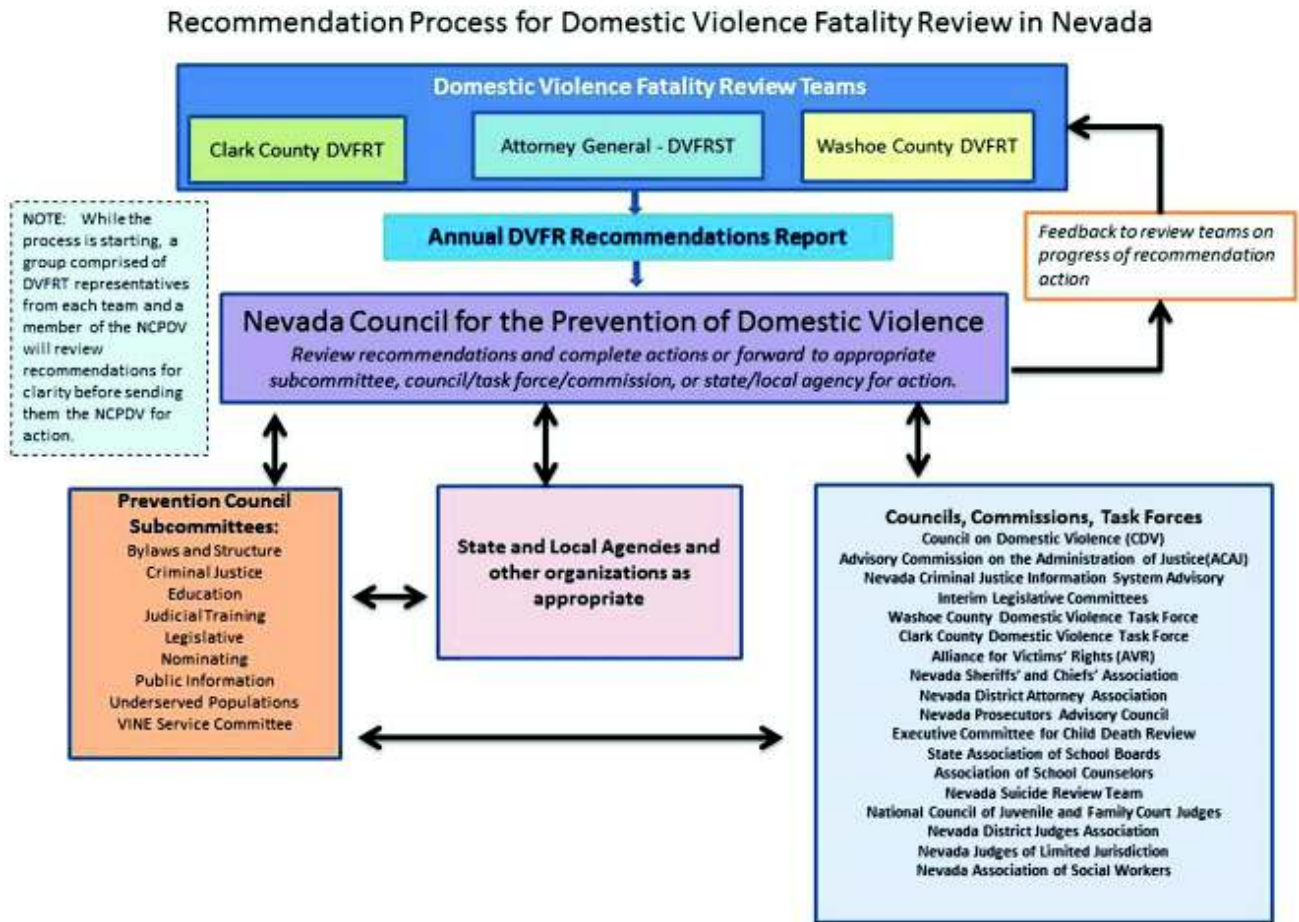 Recommendation Process for Domestic Violence Fatality Review in Nevada
Domestic Violence Fatality Review Teams
Clark County DVFRT
Attorney General - DVFRST
Washoe County DVFRT
NOTE: While the
process is starting, a
group comprised of
DVFRT representatives
from each team and a
member of the NCPDV
will review
recommendations for
clarity before sending
them the NCPDV for
action.
Annual DVFR Recommendations Report
Feedback to review teams on
progress of recommendation
action
Nevada Council for the Prevention of Domestic Violence
Review recommendations and complete actions or forward to appropriate
subcommittee, council/task force/commission, or state/local agency for action.
Prevention Council
Subcommittees:
Bylaws and Structure
Criminal Justice
Education
Judicial Training
Legislative
Nominating
Public Information
Underserved Populations
VINE Service Committee
State and Local Agencies and
other organizations as
appropriate
Councils, Commissions, Task Forces
Council on Domestic Violence (CDV)
Advisory Commission on the Administration of Justice(ACAJ)
Nevada Criminal Justice Information System Advisory
Interim Legislative Committees
Washoe County Domestic Violence Task Force
Clark County Domestic Violence Task Force
Alliance for Victims' Rights (AVR)
Nevada Sheriffs' and Chiefs' Association
Nevada District Attorney Association
Nevada Prosecutors Advisory Council
Executive Committee for Child Death Review
State Association of School Boards
Association of School Counselors
Nevada Suicide Review Team
National Council of Juvenile and Family Court Judges
Nevada District Judges Association
Nevada Judges of Limited Jurisdiction
Nevada Association of Social Workers